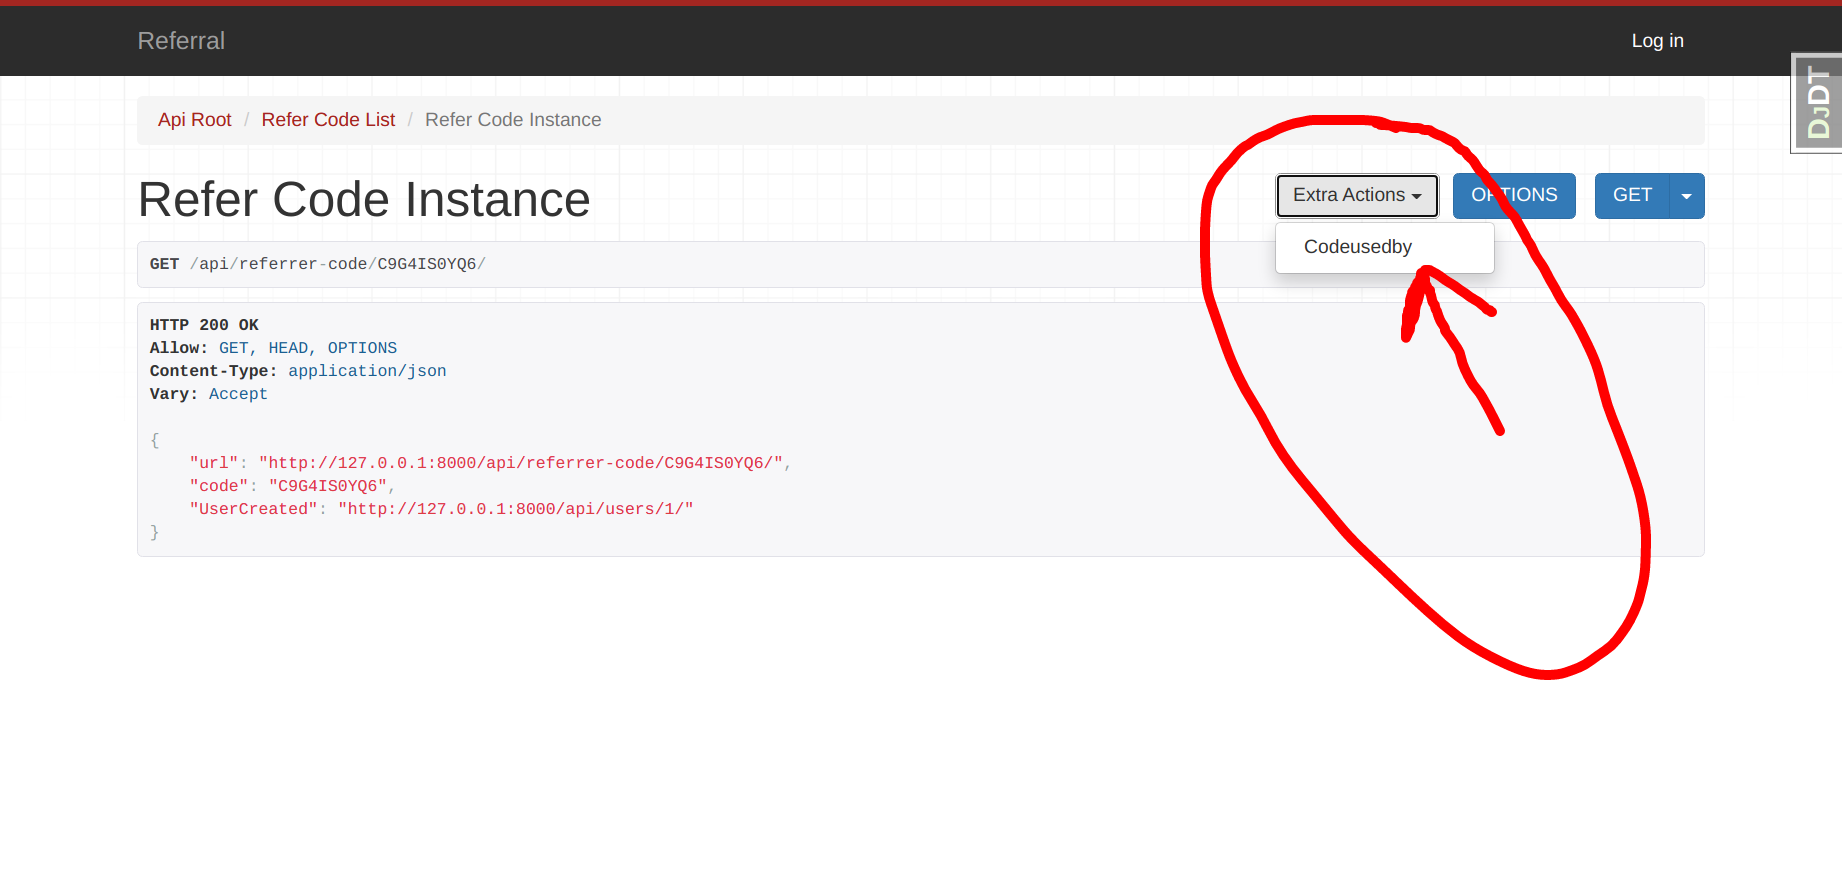 Referral Log in
DjDT
Api Root / Refer Code List / Refer Code Instance
Refer Code Instance Extra Actions OPTIONS GET
Codeusedby
GET /api/referrer-code/C9G4IS0YQ6/
HTTP 200 OK
Allow: GET, HEAD, OPTIONS
Content-Type: application/json
Vary: Accept
{
"url": "http://127.0.0.1:8000/api/referrer-code/C9G4IS0YQ6/",
"code": "C9G4IS0YQ6",
"UserCreated": "http://127.0.0.1:8000/api/users/1/"
}